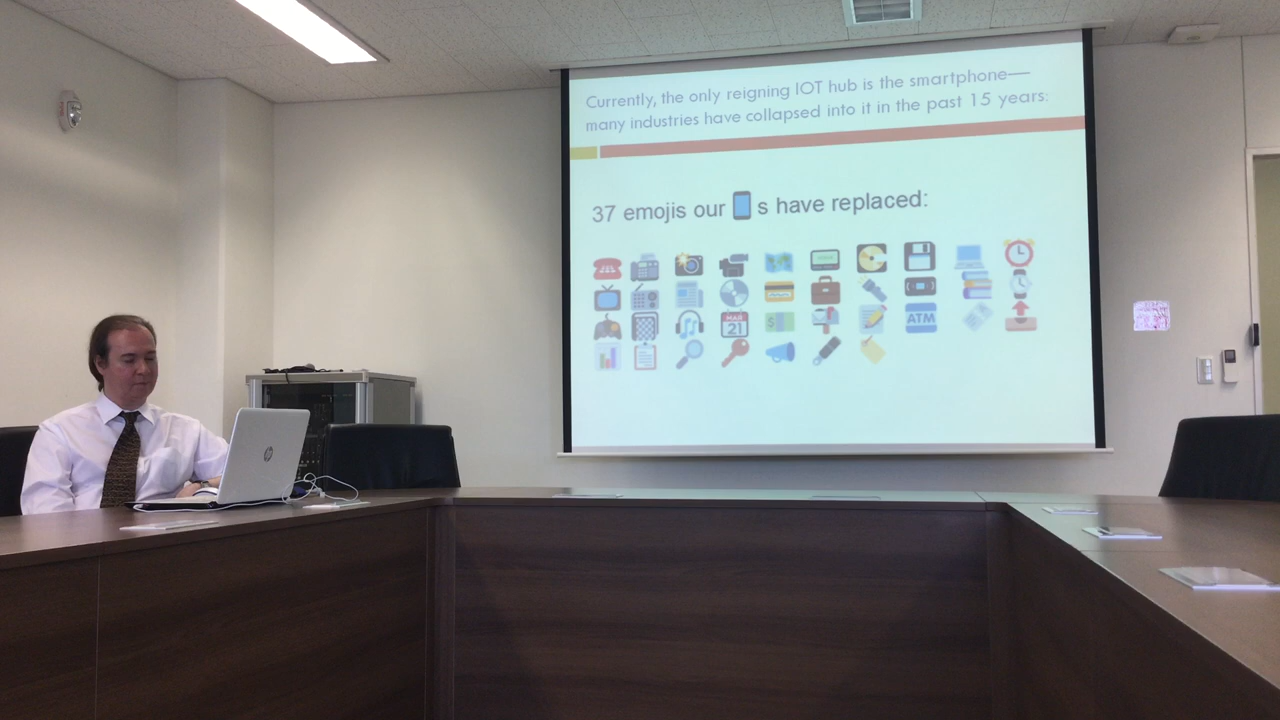 Currently, the only reigning IOT hub is the smartphone—
many industries have collapsed into it in the past 15 years:
37 emojis our s have replaced:
MAR
21
ATM
hp